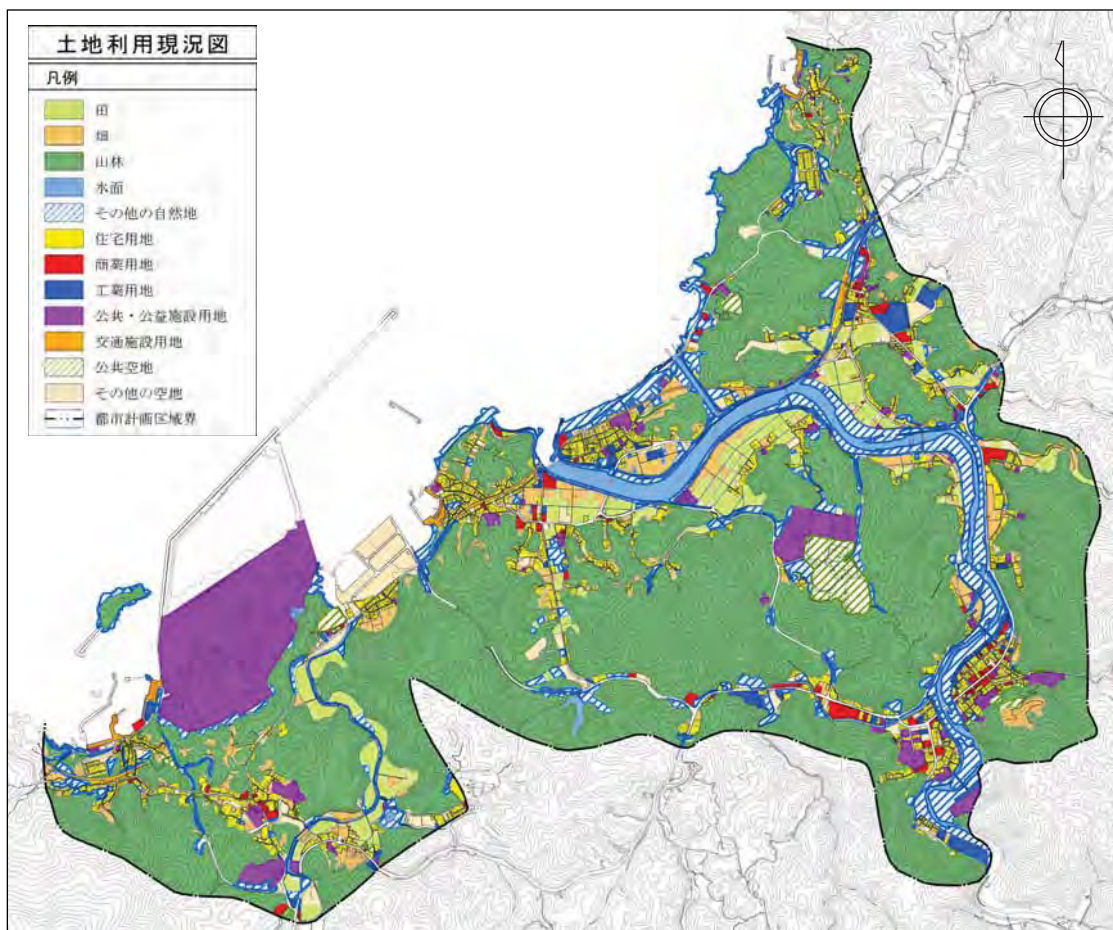 土地利用現況図
凡例
田
畑
山林
水面
その他の自然地
住宅用地
商業用地
工業用地
公共・公益施設用地
交通施設用地
公共空地
その他の空地
都市計画区域界